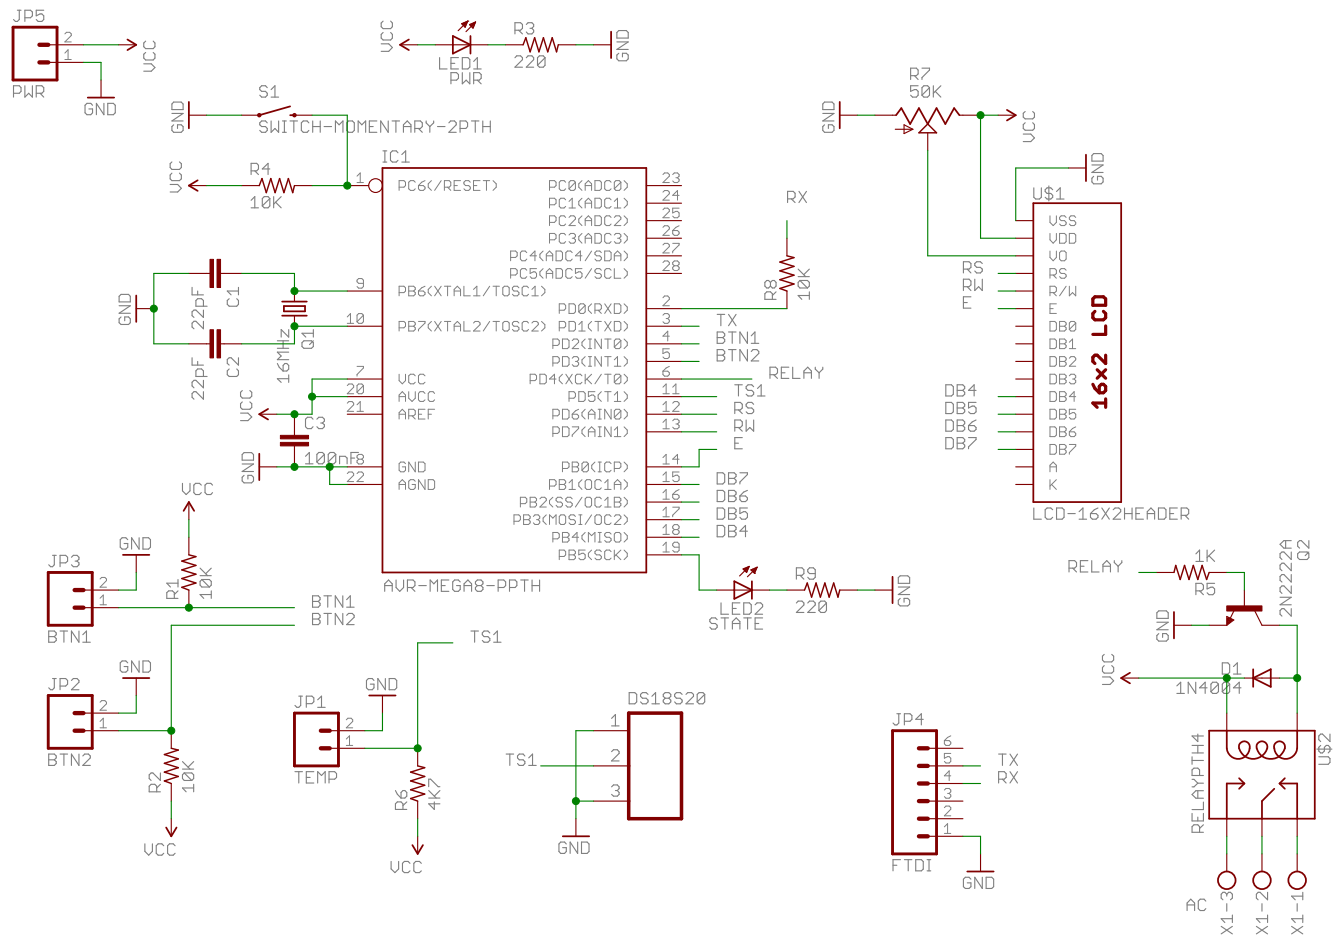 JP5
2
1
VCC
PWR
GND
VCC
LED1
PWR
R3
220
GND
GND
S1
SWITCH-MOMENTARY-2PTH
VCC
R4
10K
IC1
1
PC6(/RESET)
9
PB6(XTAL1/TOSC1)
10
PB7(XTAL2/TOSC2)
7
VCC
20
AVCC
21
AREF
8
GND
22
AGND
PC0(ADC0)
23
PC1(ADC1)
24
PC2(ADC2)
25
PC3(ADC3)
26
PC4(ADC4/SDA)
27
PC5(ADC5/SCL)
28
PD0(RXD)
2
PD1(TXD)
3
TX
PD2(INT0)
4
BTN1
PD3(INT1)
5
BTN2
PD4(XCK/T0)
6
RELAY
PD5(T1)
11
TS1
PD6(AIN0)
12
RS
PD7(AIN1)
13
RW
E
PB0(ICP)
14
PB1(OC1A)
15
DB7
PB2(SS/OC1B)
16
DB6
PB3(MOSI/OC2)
17
DB5
PB4(MISO)
18
DB4
PB5(SCK)
19
AVR-MEGA8-PPTH
GND
22pF
C1
22pF
C2
16MHz
Q1
VCC
C3
100nF
GND
RX
R8
10K
LED2
STATE
R9
220
GND
R7
50K
GND
VCC
GND
U$1
VSS
VDD
VO
RS
RS
RW
R/W
E
E
DB0
DB1
DB2
DB3
DB4
DB4
DB5
DB5
DB6
DB6
DB7
DB7
A
K
16x2 LCD
LCD-16X2HEADER
VCC
R1
10K
JP3
2
1
GND
BTN1
BTN1
BTN2
JP2
2
1
GND
BTN2
R2
10K
VCC
JP1
2
1
GND
TEMP
TS1
R6
4K7
VCC
DS18S20
1
TS1
2
3
GND
JP4
6
5
TX
4
RX
3
2
1
FTDI
GND
RELAY
1K
R5
2N2222A
Q2
GND
VCC
D1
1N4004
RELAYPTH4
U$2
AC
X1-3
X1-2
X1-1